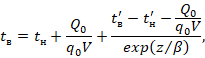 t_в = t_н + Q_0/(q_0 V) + (t'_в − t'_н − Q_0/(q_0 V))/(exp(z/β)),